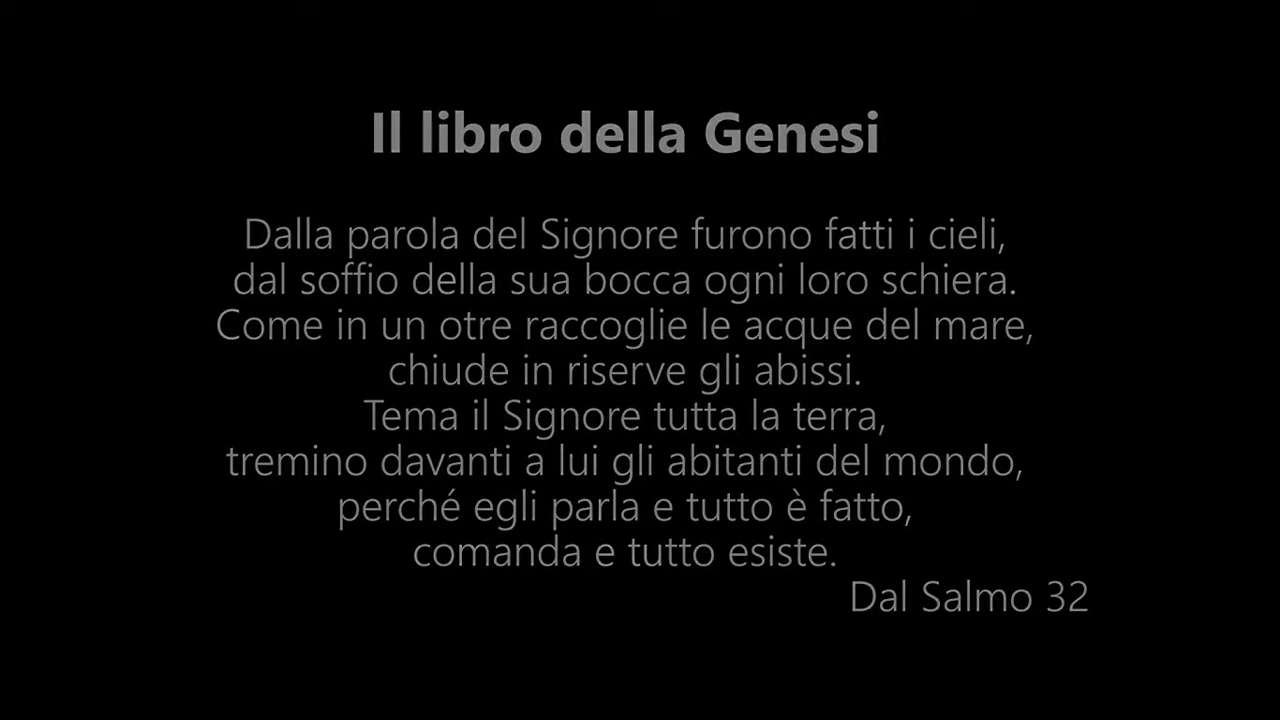 Il libro della Genesi
Dalla parola del Signore furono fatti i cieli,
dal soffio della sua bocca ogni loro schiera.
Come in un otre raccoglie le acque del mare,
chiude in riserve gli abissi.
Tema il Signore tutta la terra,
tremino davanti a lui gli abitanti del mondo,
perché egli parla e tutto è fatto,
comanda e tutto esiste.
Dal Salmo 32